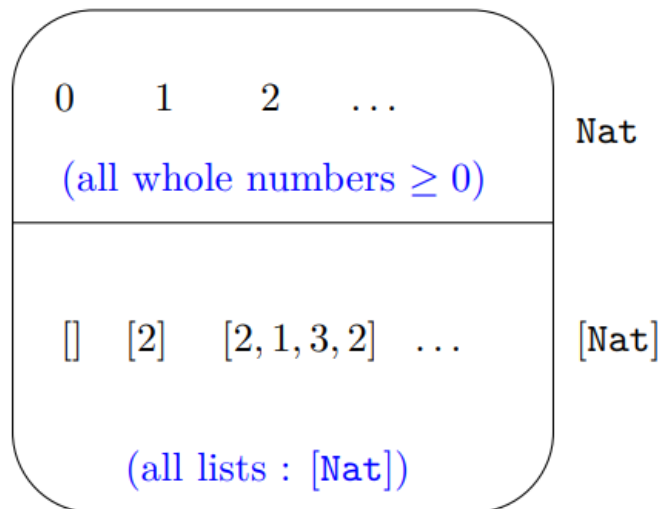 0 1 2 ...
Nat
(all whole numbers ≥ 0)
[] [2] [2, 1, 3, 2] ...
[Nat]
(all lists : [Nat])